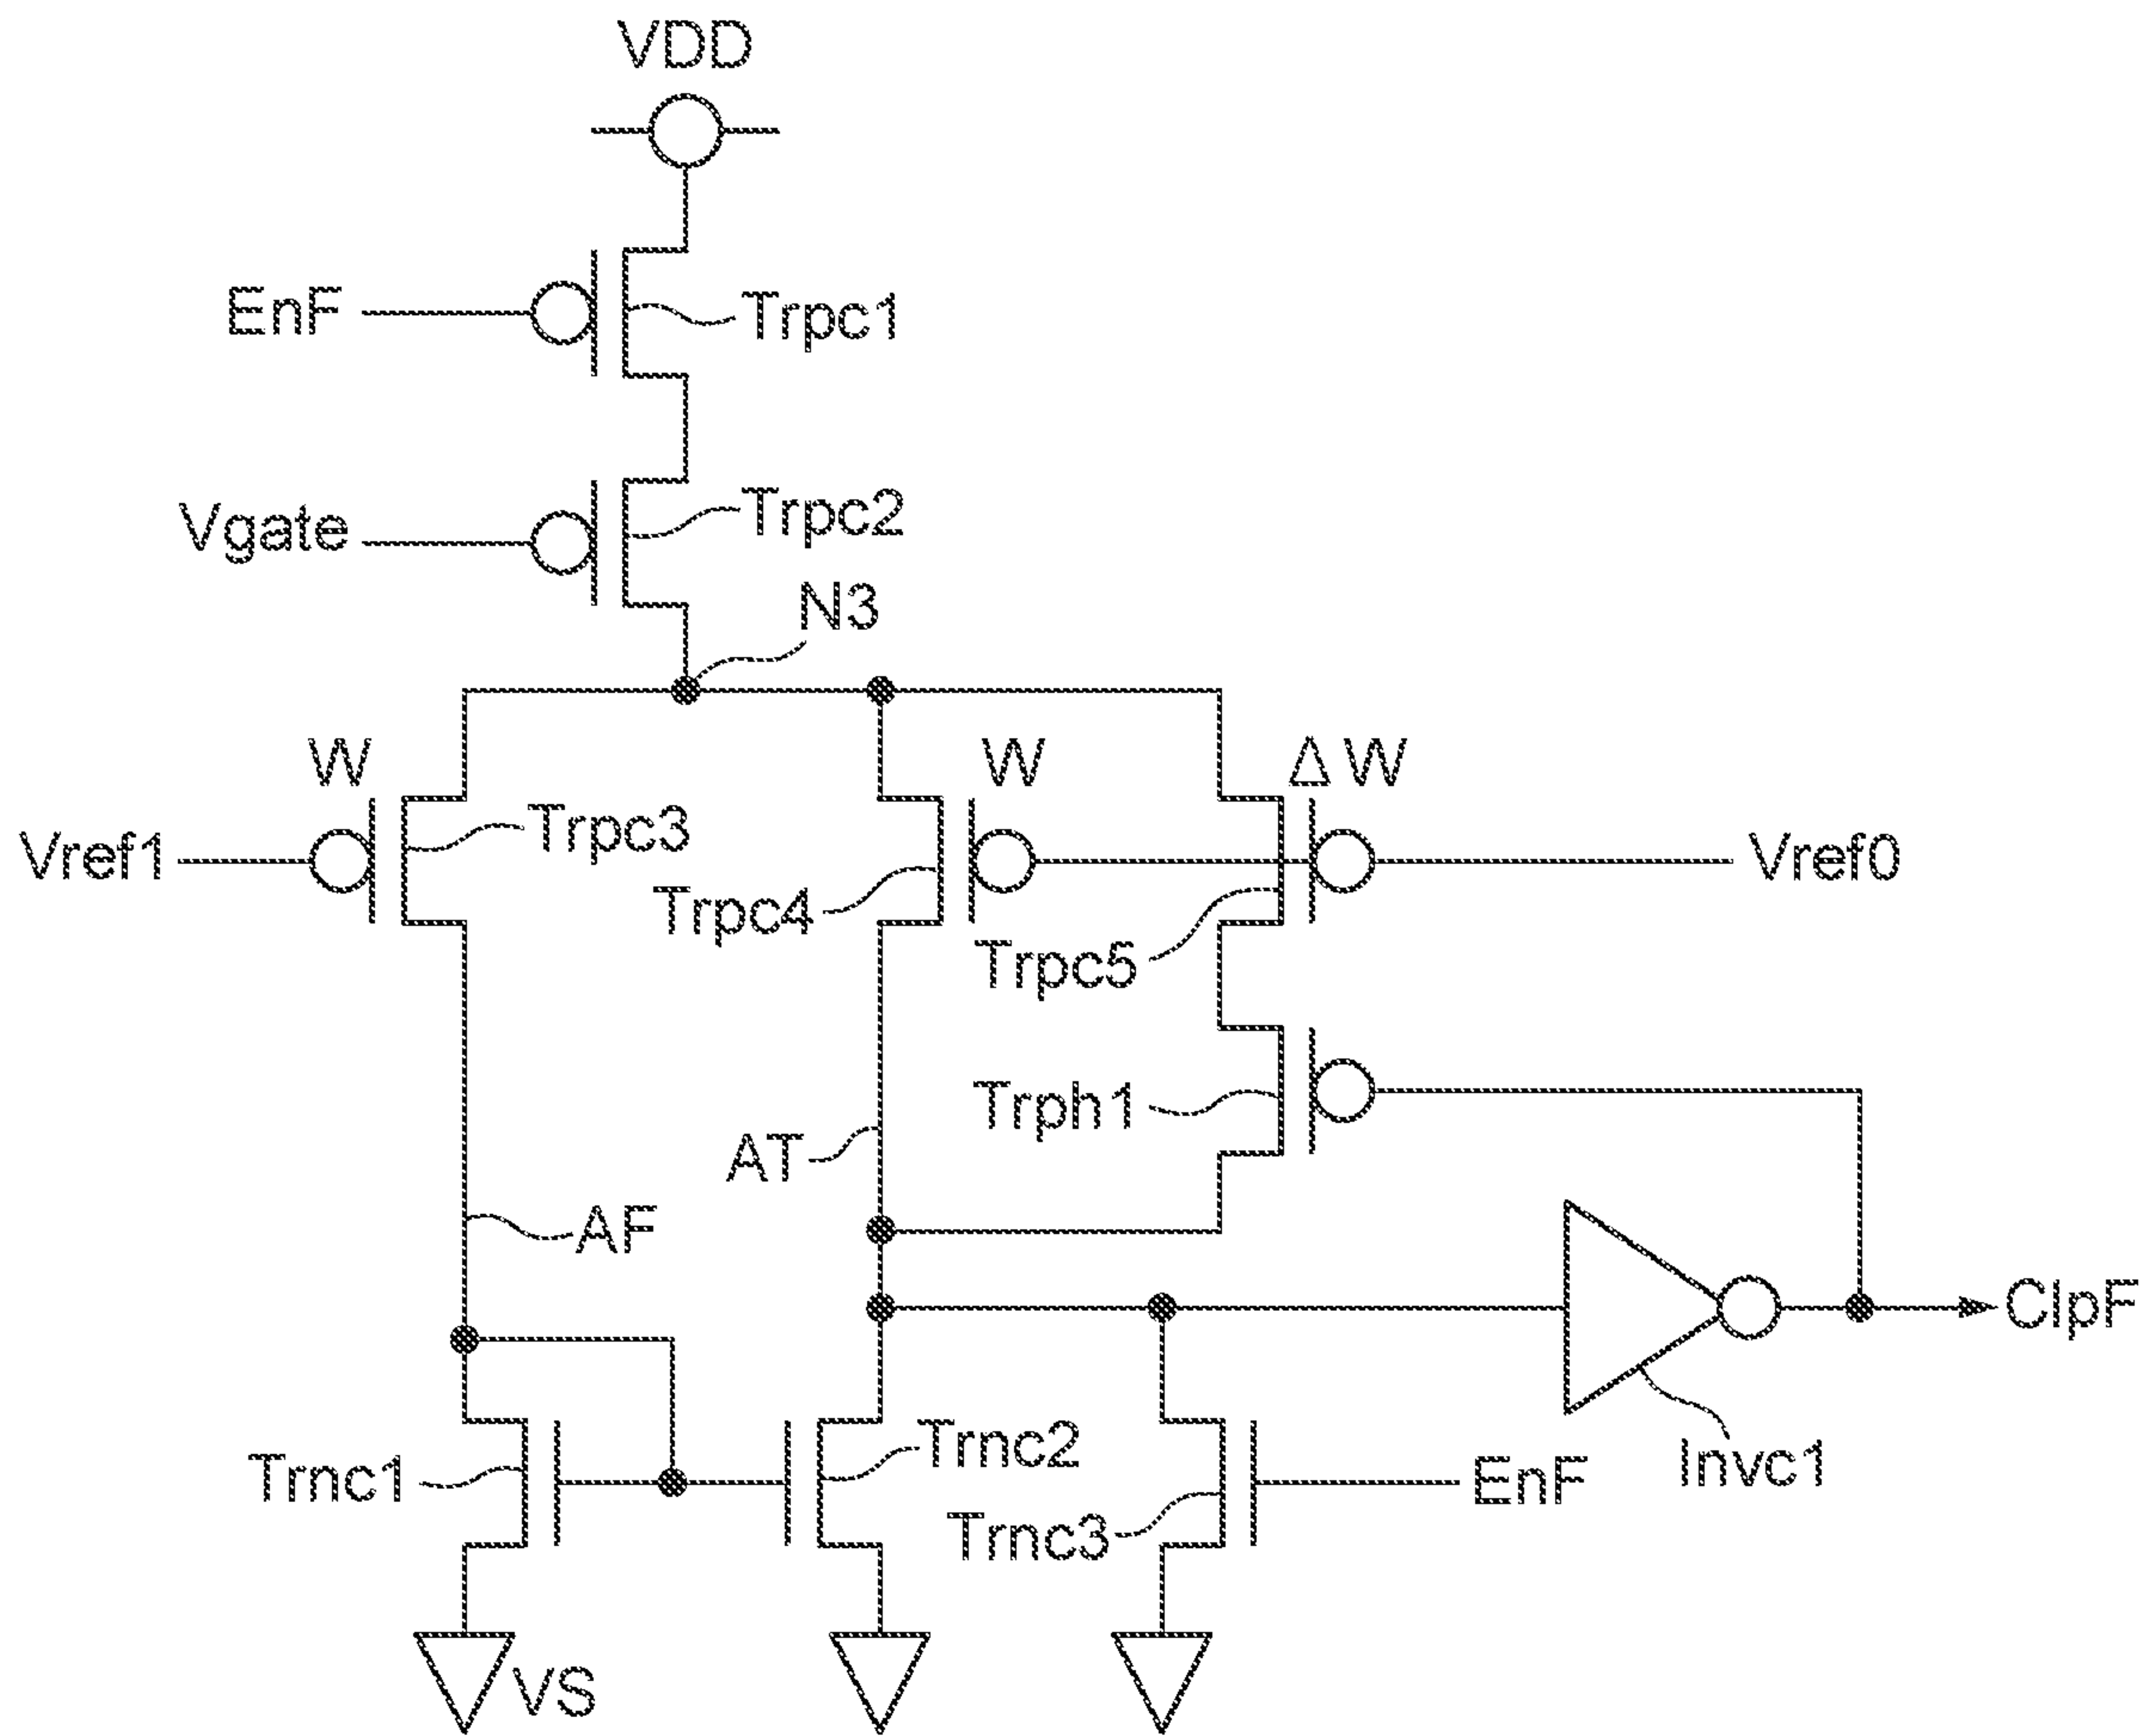 VDD
EnF
Trpc1
Vgate
Trpc2
N3
W
W
ΔW
Vref1
Trpc3
Trpc4
Trpc5
Vref0
Trph1
AT
AF
ClpF
Trnc1
Trnc2
Trnc3
EnF
Invc1
VS